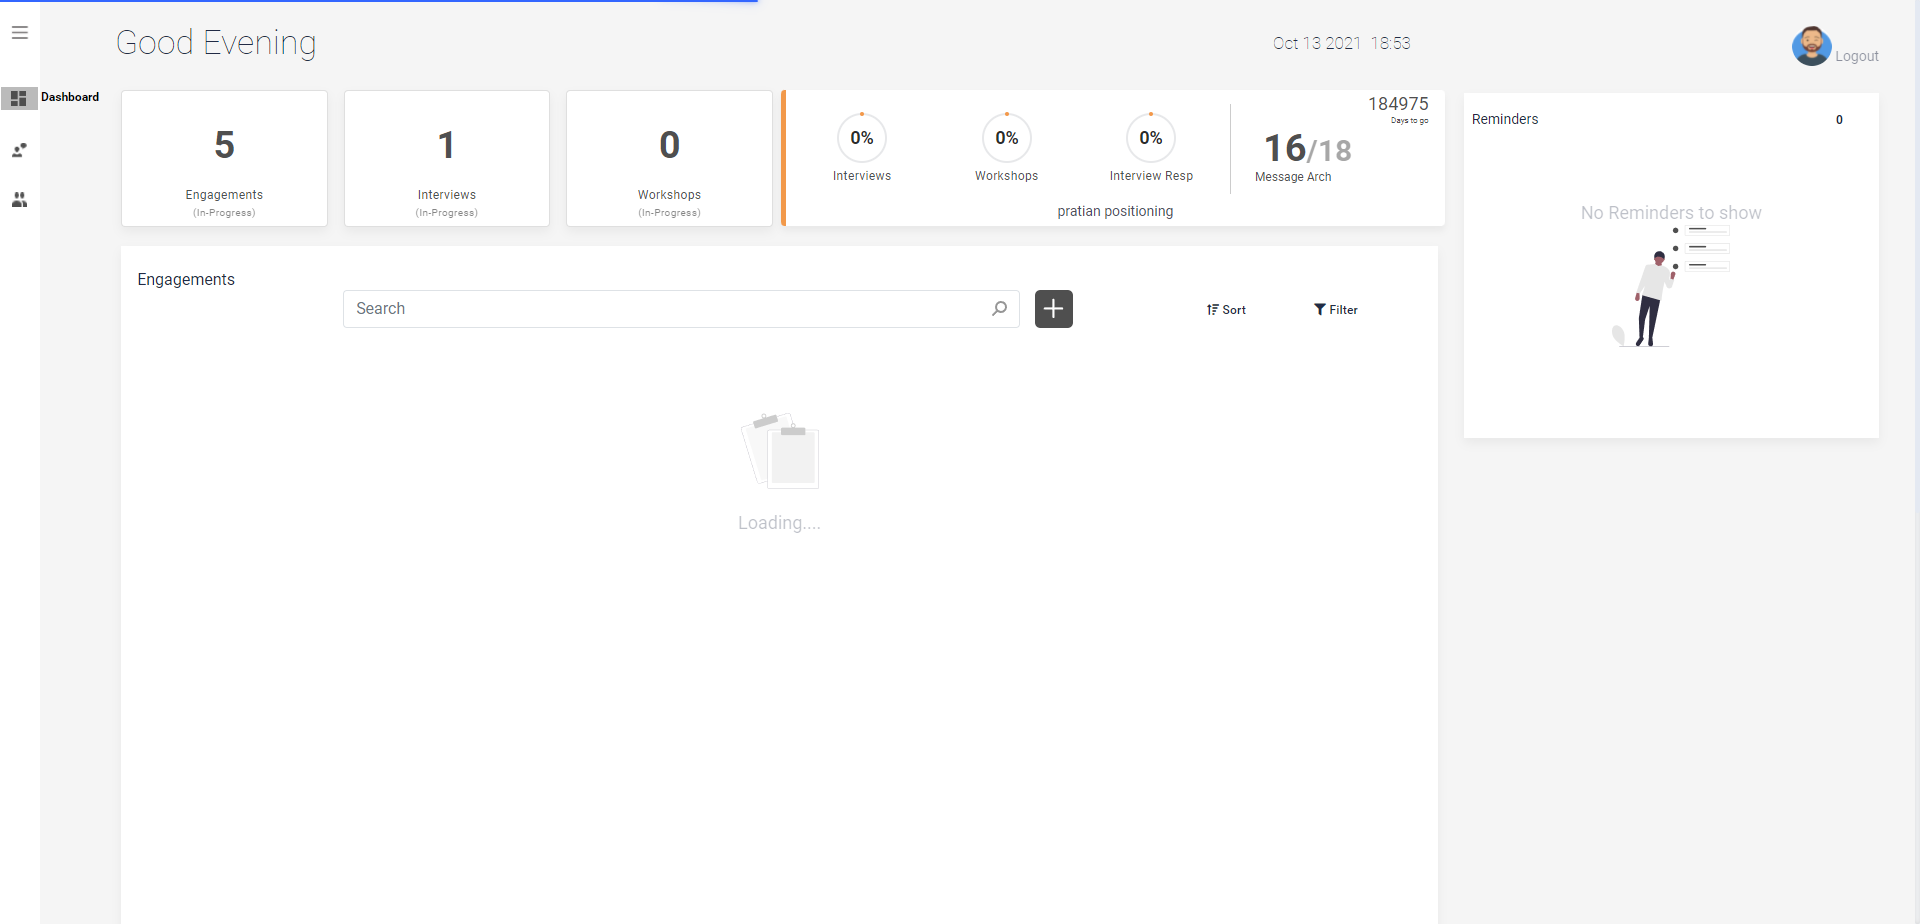 Good Evening
Oct 13 2021 18:53
Logout
Dashboard
5
Engagements
(In-Progress)
1
Interviews
(In-Progress)
0
Workshops
(In-Progress)
0%
Interviews
0%
Workshops
0%
Interview Resp
184975
Days to go
16/18
Message Arch
pratian positioning
Reminders
0
No Reminders to show
Engagements
Search
Sort
Filter
Loading....